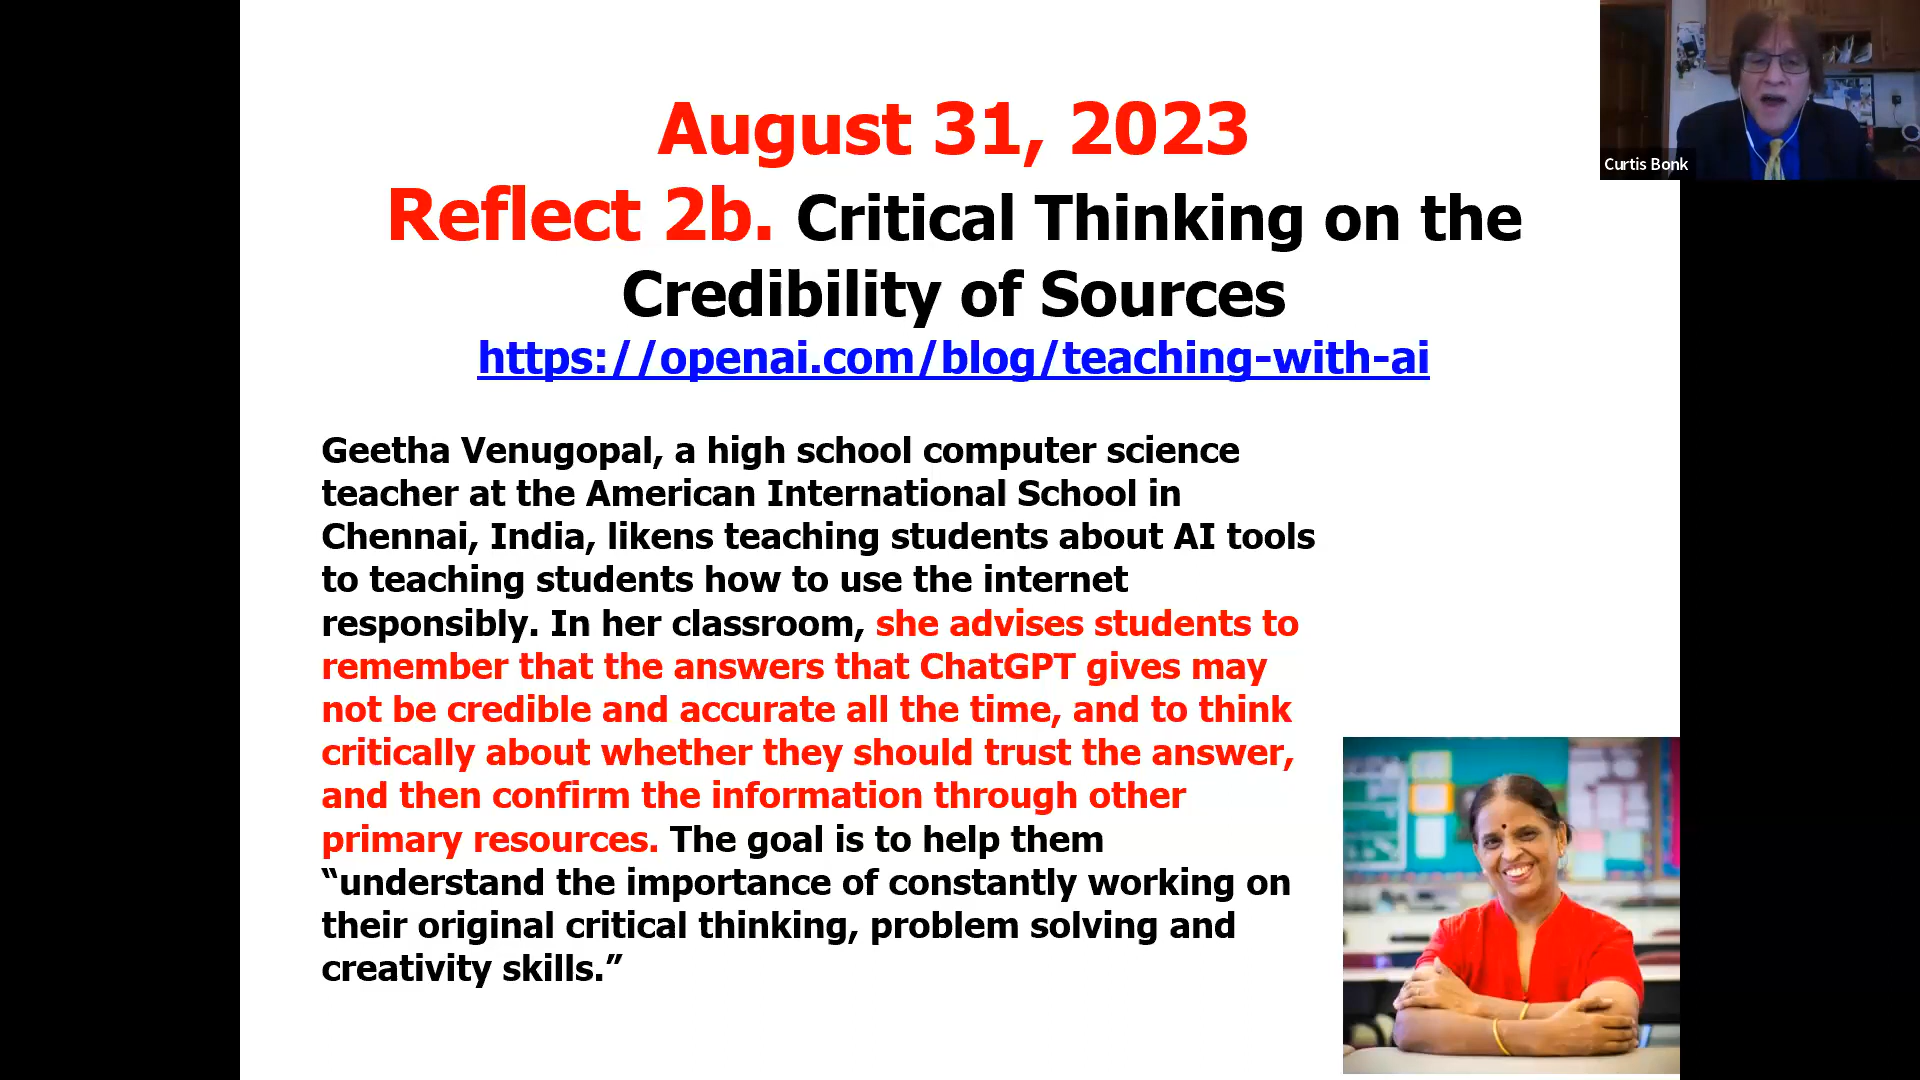 August 31, 2023
Reflect 2b. Critical Thinking on the
Credibility of Sources
https://openai.com/blog/teaching-with-ai
Geetha Venugopal, a high school computer science
teacher at the American International School in
Chennai, India, likens teaching students about AI tools
to teaching students how to use the internet
responsibly. In her classroom, she advises students to
remember that the answers that ChatGPT gives may
not be credible and accurate all the time, and to think
critically about whether they should trust the answer,
and then confirm the information through other
primary resources. The goal is to help them
“understand the importance of constantly working on
their original critical thinking, problem solving and
creativity skills.”
Curtis Bonk